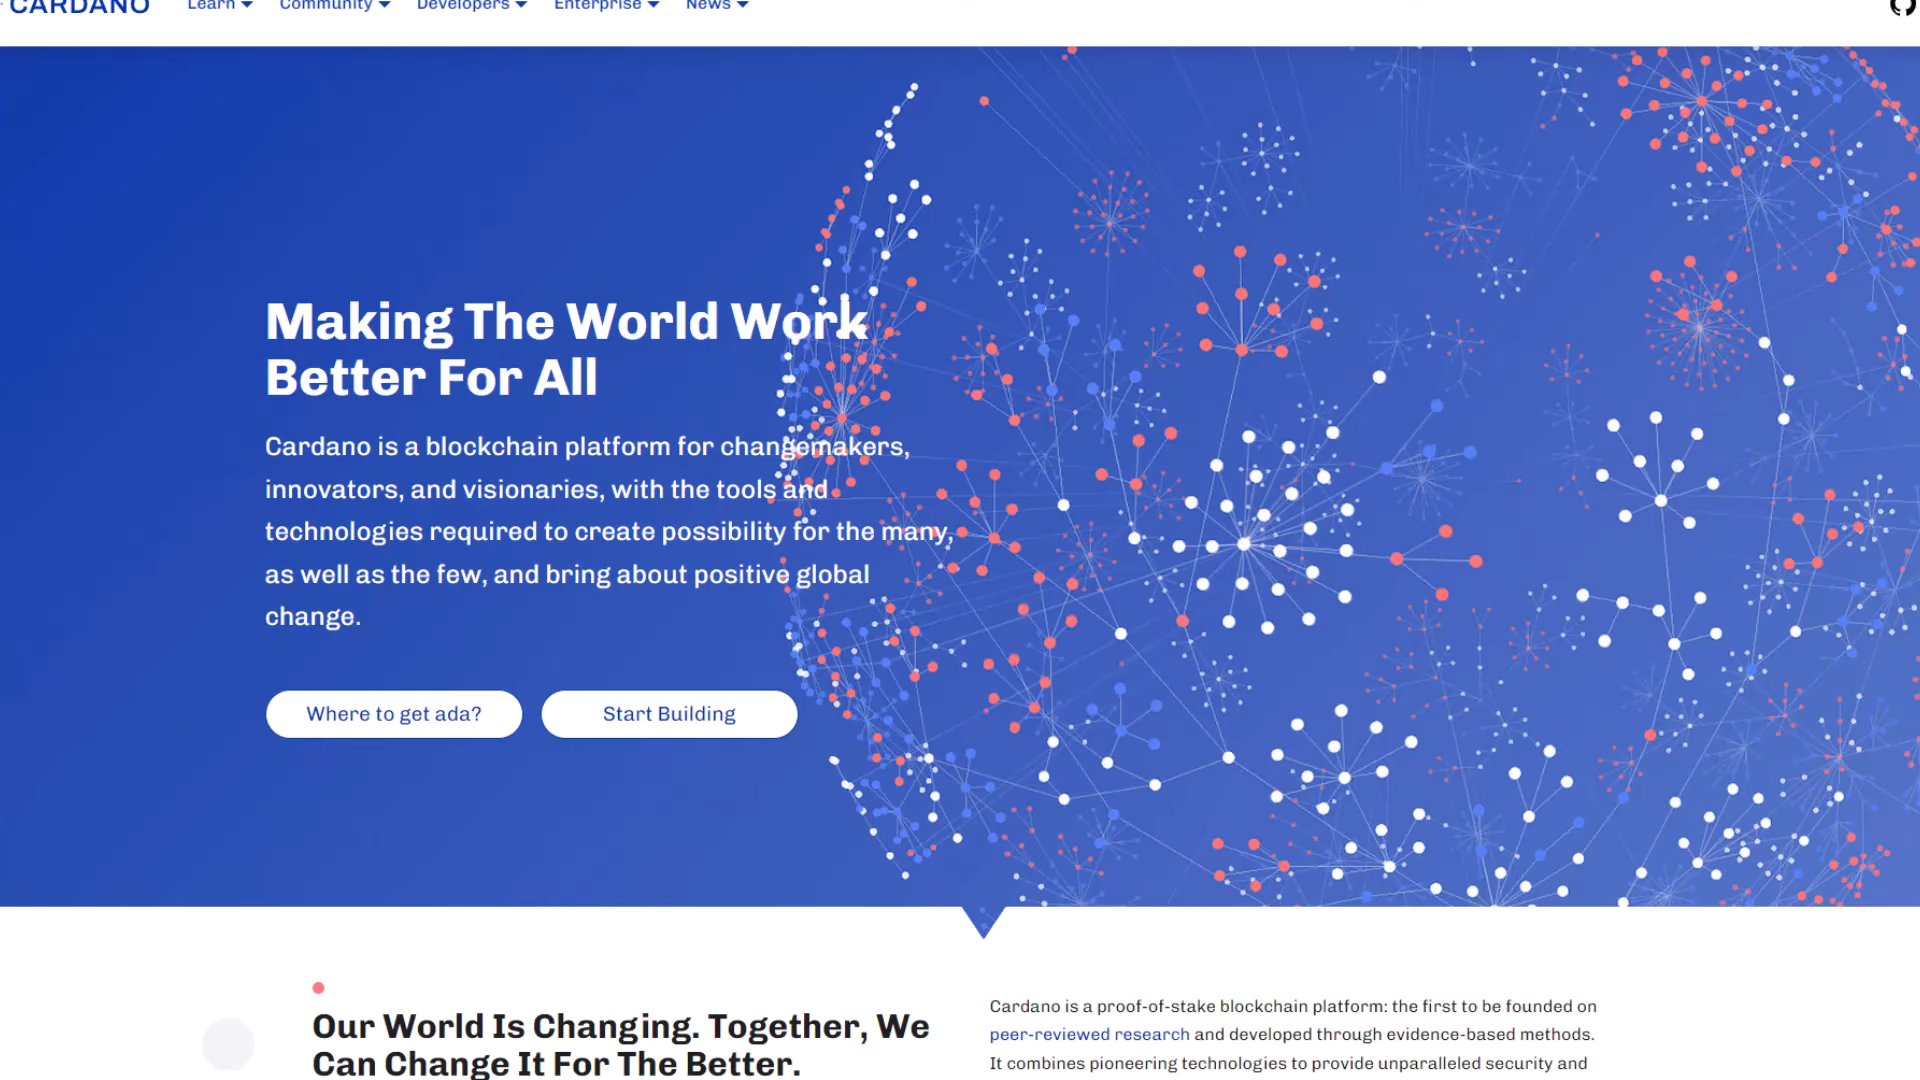 CARDANO Learn Community Developers Enterprise News
Making The World Work
Better For All
Cardano is a blockchain platform for changemakers,
innovators, and visionaries, with the tools and
technologies required to create possibility for the many,
as well as the few, and bring about positive global
change.
Where to get ada? Start Building
Our World Is Changing. Together, We
Can Change It For The Better.
Cardano is a proof-of-stake blockchain platform: the first to be founded on
peer-reviewed research and developed through evidence-based methods.
It combines pioneering technologies to provide unparalleled security and